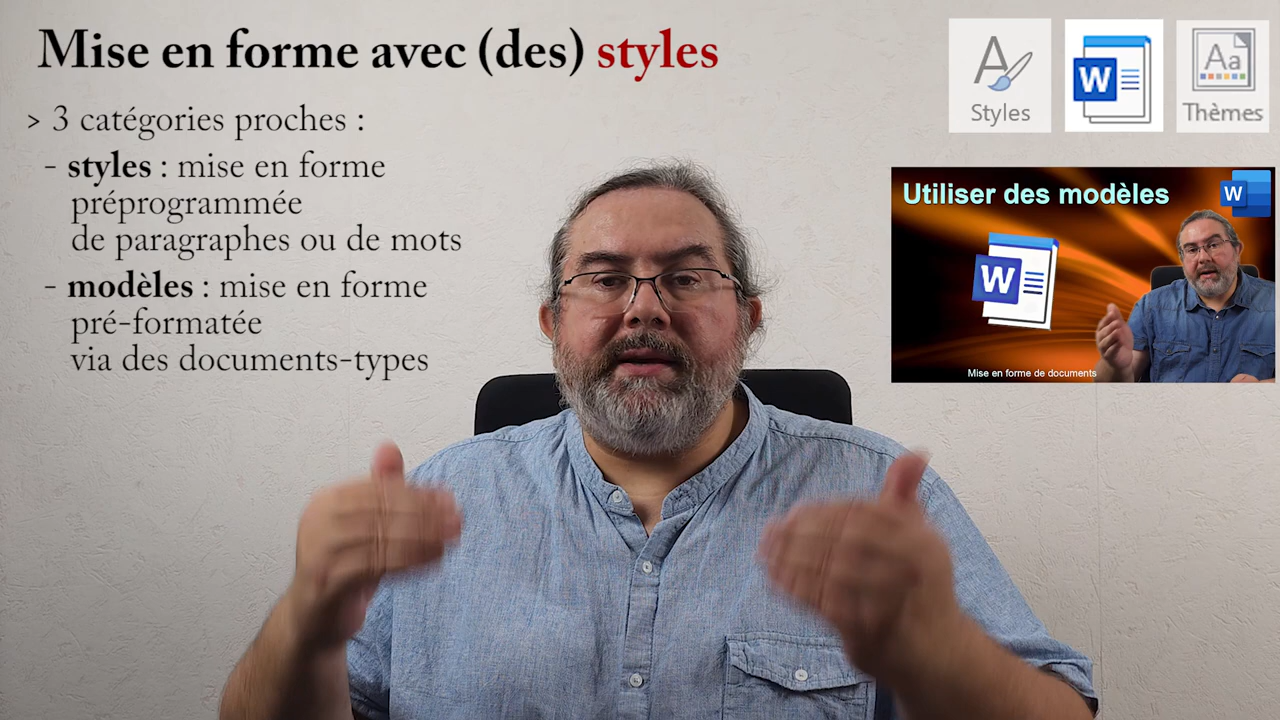 Mise en forme avec (des) styles
> 3 catégories proches :
- styles : mise en forme
préprogrammée
de paragraphes ou de mots
- modèles : mise en forme
pré-formatée
via des documents-types
Styles
W
Aa
Thèmes
Utiliser des modèles
W
W
Mise en forme de documents